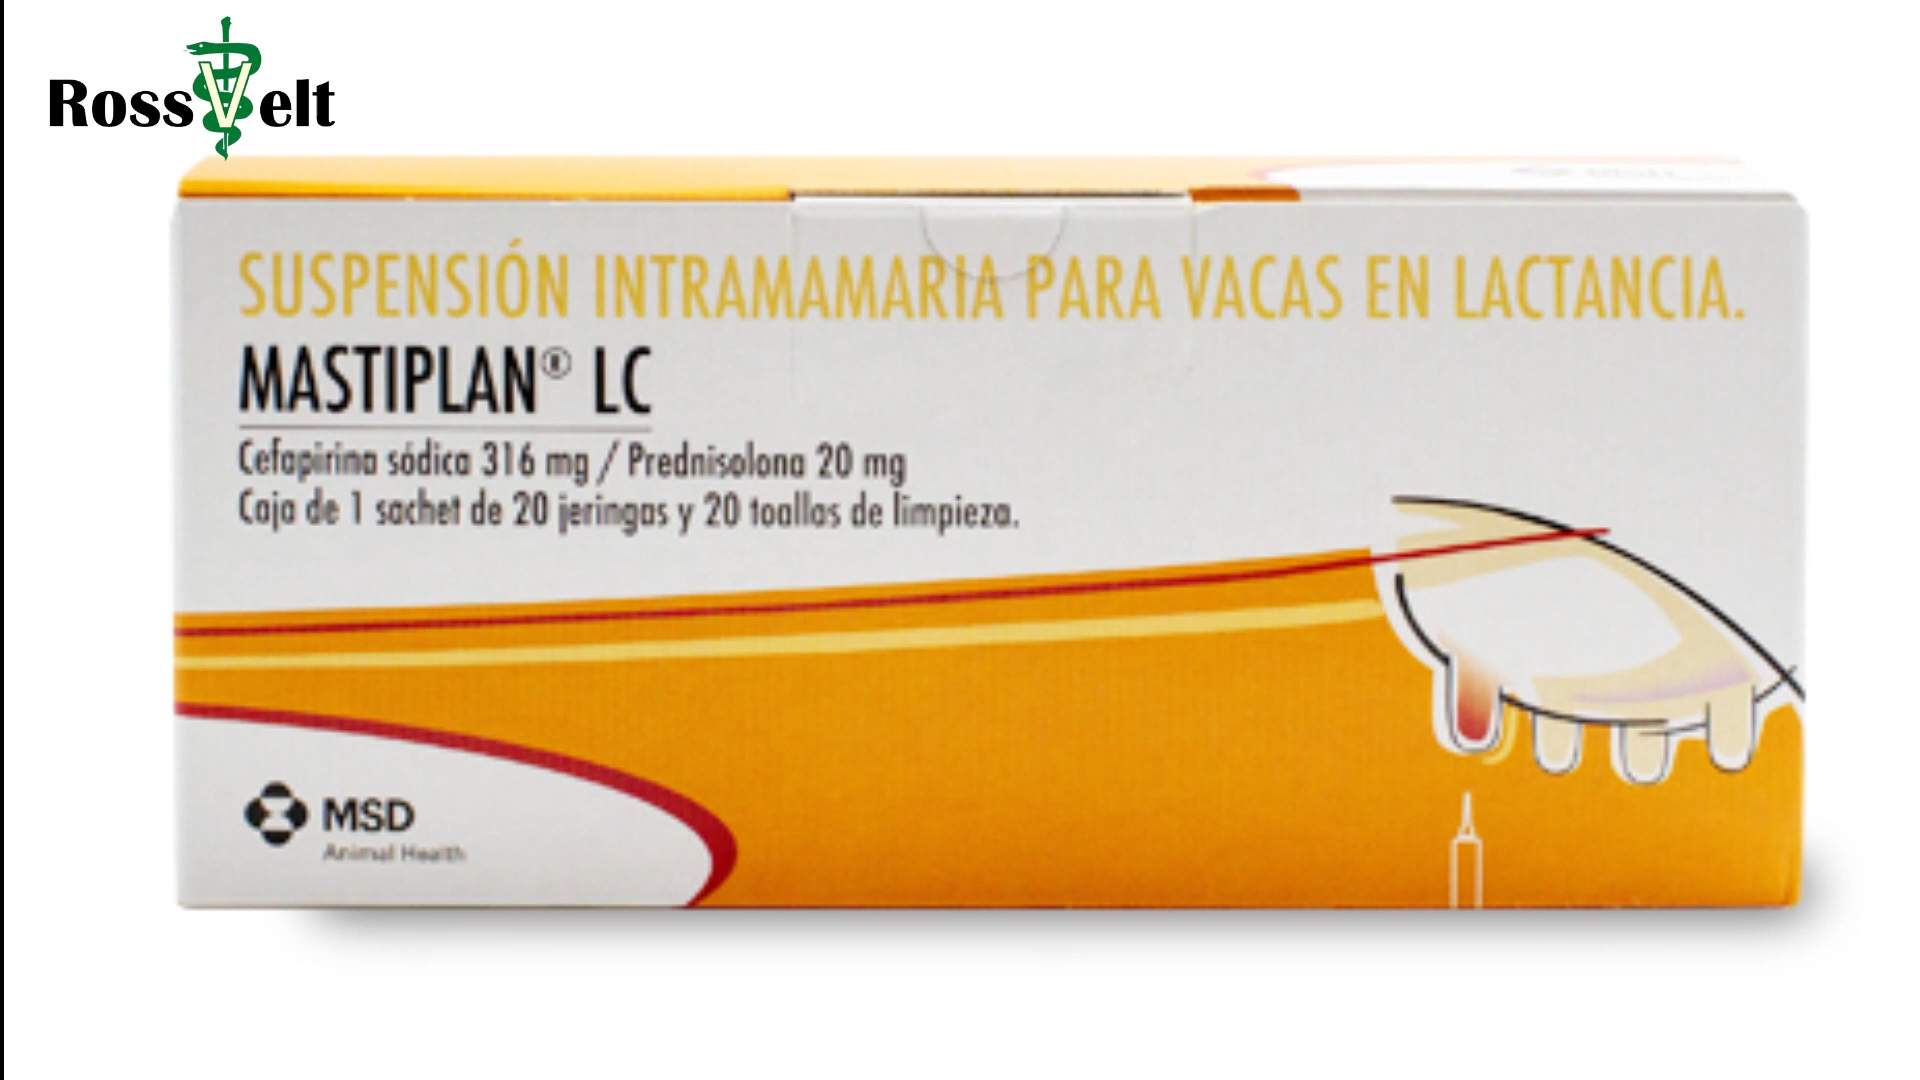 RossVelt
SUSPENSIÓN INTRAMAMARIA PARA VACAS EN LACTANCIA.
MASTIPLAN® LC
Cefapirina sódica 316 mg / Prednisolona 20 mg
Caja de 1 sachet de 20 jeringas y 20 toallas de limpieza.
MSD
Animal Health